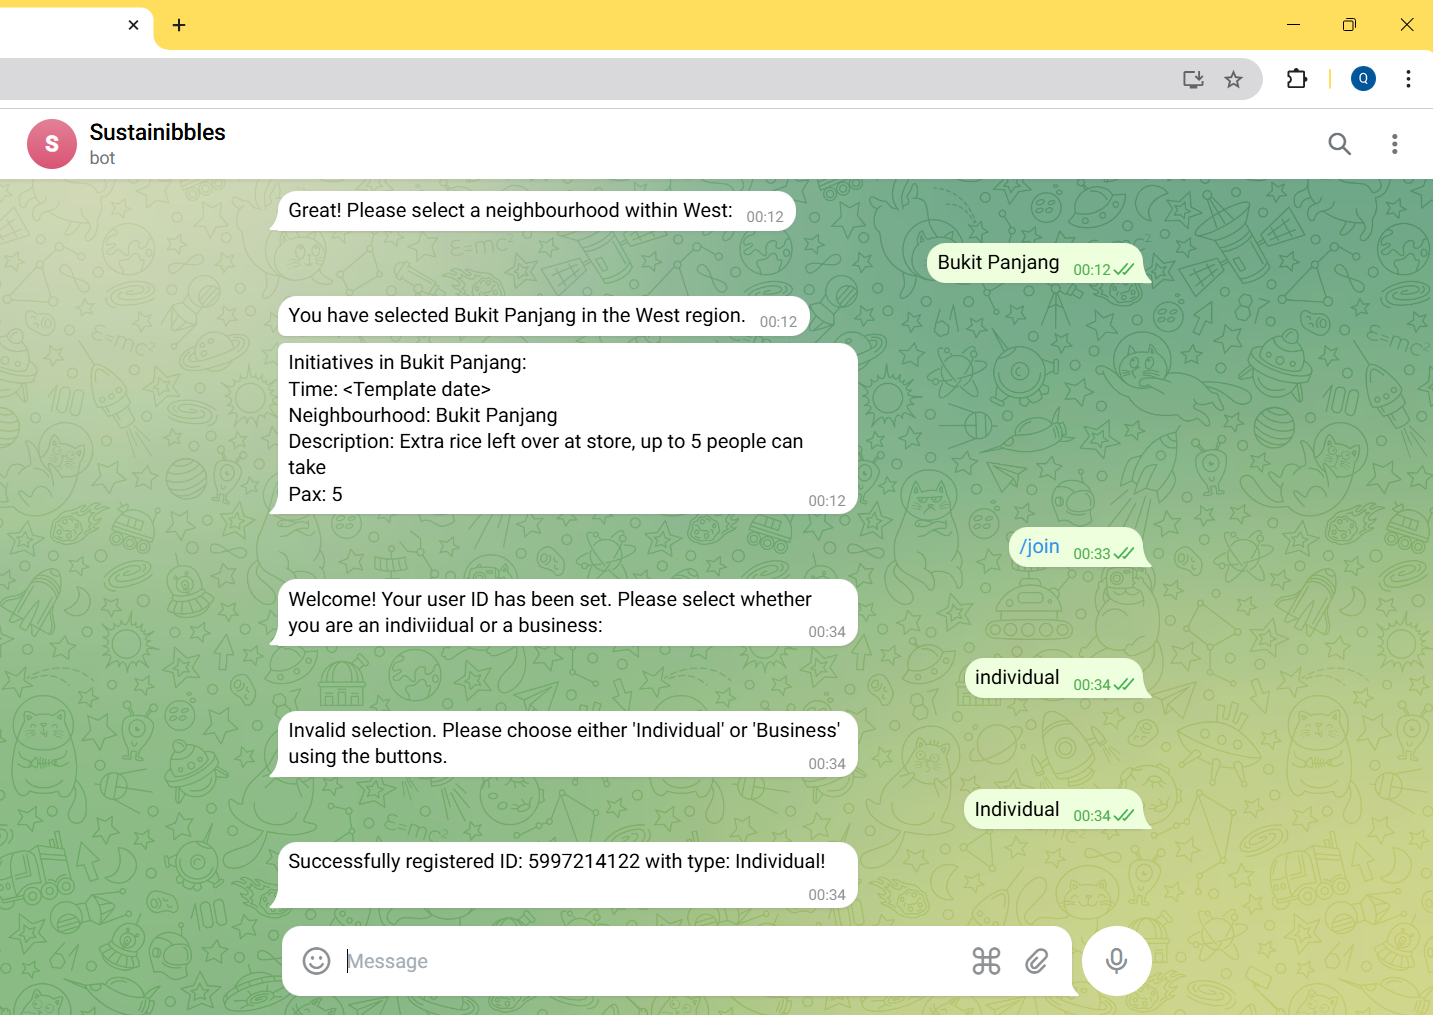 Q
S
Sustainibbles
bot
Great! Please select a neighbourhood within West: 00:12
Bukit Panjang 00:12
You have selected Bukit Panjang in the West region. 00:12
Initiatives in Bukit Panjang:
Time: <Template date>
Neighbourhood: Bukit Panjang
Description: Extra rice left over at store, up to 5 people can
take
Pax: 5
00:12
/join 00:33
Welcome! Your user ID has been set. Please select whether
you are an indiviidual or a business:
00:34
individual 00:34
Invalid selection. Please choose either 'Individual' or 'Business'
using the buttons.
00:34
Individual 00:34
Successfully registered ID: 5997214122 with type: Individual!
00:34
Message